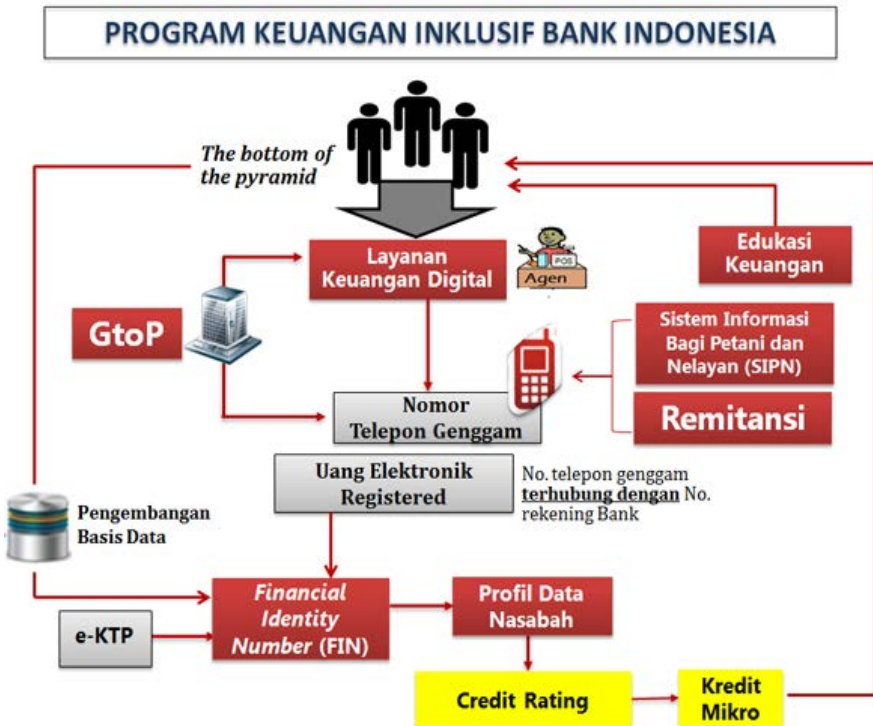 PROGRAM KEUANGAN INKLUSIF BANK INDONESIA
The bottom of
the pyramid
Layanan
Keuangan Digital
POS
Agen
Edukasi
Keuangan
GtoP
Sistem Informasi
Bagi Petani dan
Nelayan (SIPN)
Remitansi
Nomor
Telepon Genggam
Uang Elektronik
Registered
No. telepon genggam
terhubung dengan No.
rekening Bank
Pengembangan
Basis Data
Financial
Identity
Number (FIN)
Profil Data
Nasabah
e-KTP
Credit Rating
Kredit
Mikro